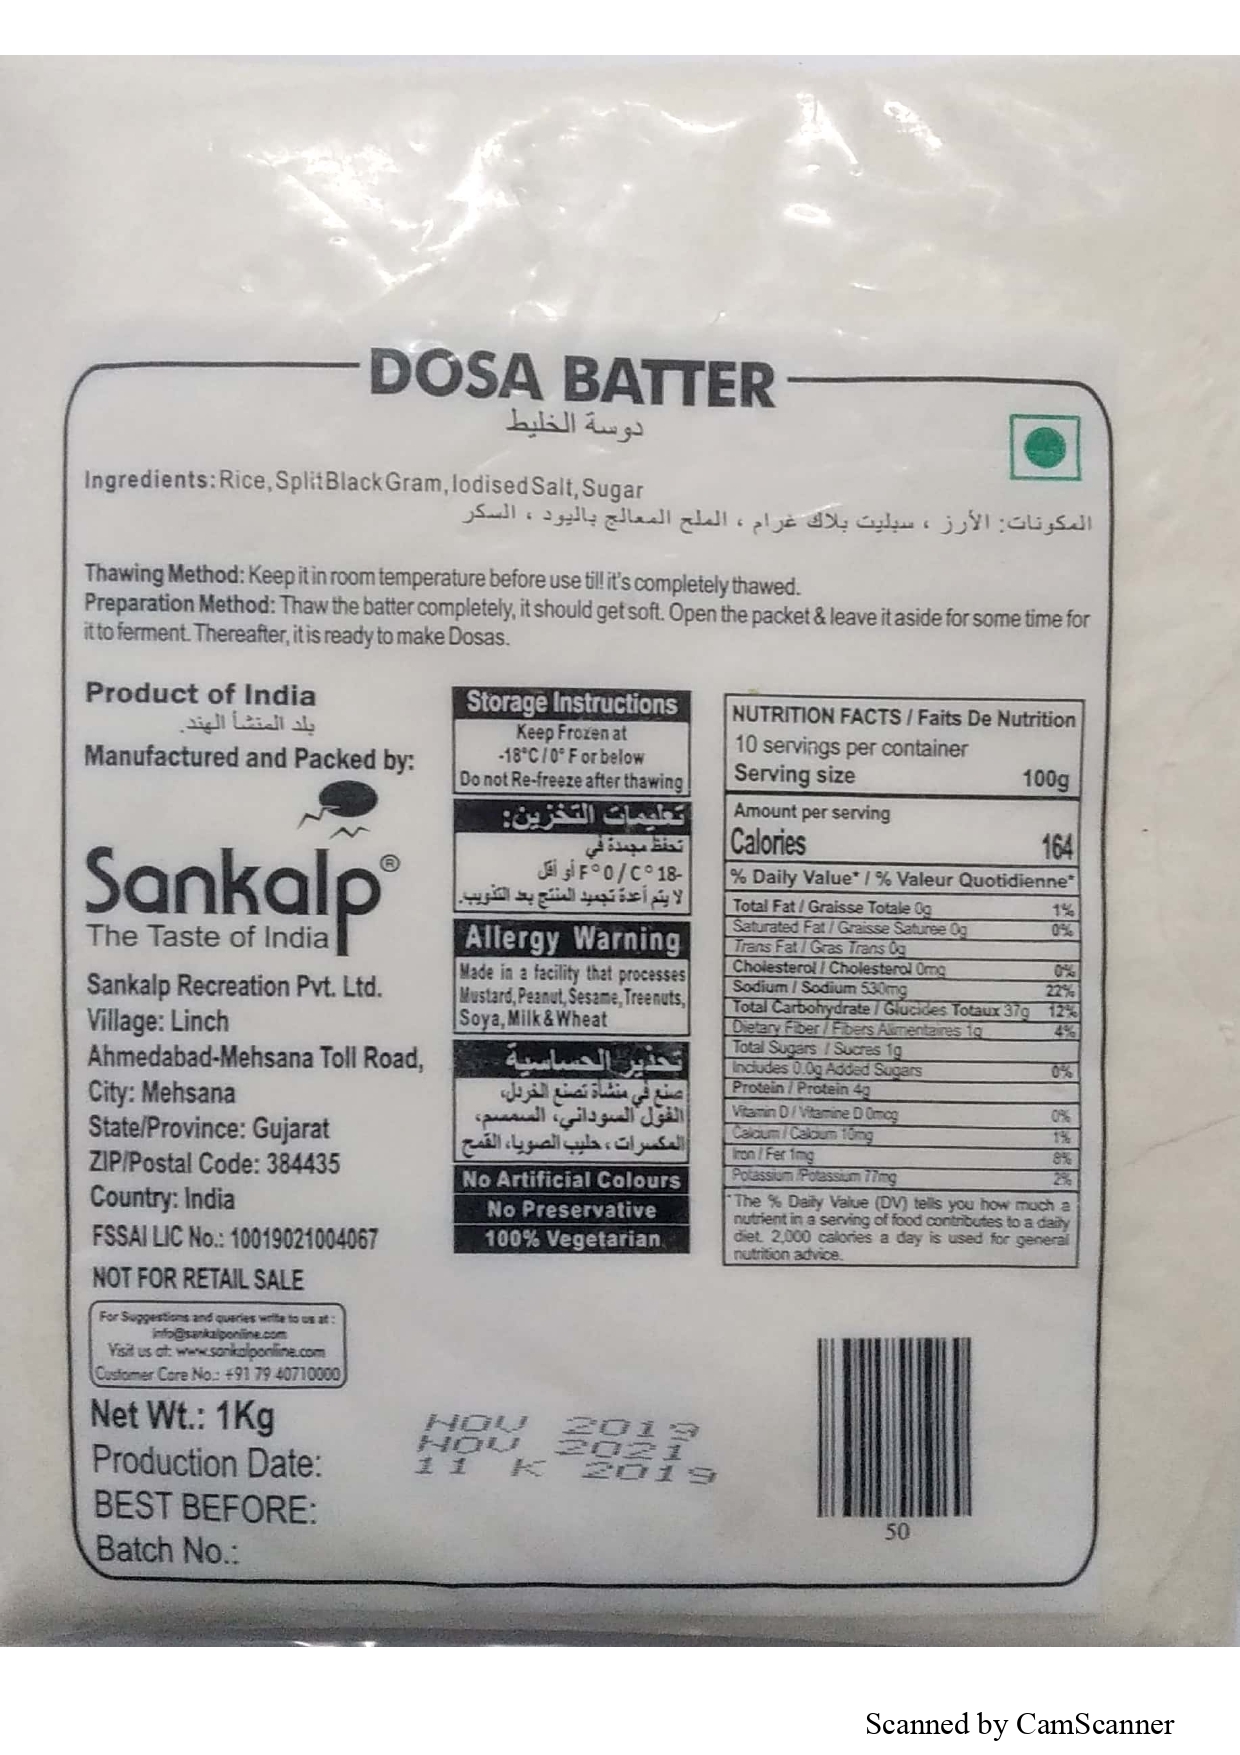 DOSA BATTER
دوسة الخليط
Ingredients: Rice, Split Black Gram, Iodised Salt, Sugar
المكونات: الأرز ، سبليت بلاك غرام ، الملح المعالج باليود ، السكر
Thawing Method: Keep it in room temperature before use till it's completely thawed.
Preparation Method: Thaw the batter completely, it should get soft. Open the packet & leave it aside for some time for
it to ferment. Thereafter, it is ready to make Dosas.
Product of India
بلد المنشأ الهند.
Manufactured and Packed by:
Sankalp®
The Taste of India
Sankalp Recreation Pvt. Ltd.
Village: Linch
Ahmedabad-Mehsana Toll Road,
City: Mehsana
State/Province: Gujarat
ZIP/Postal Code: 384435
Country: India
FSSAI LIC No.: 10019021004067
NOT FOR RETAIL SALE
For Suggestions and queries write to us at :
info@sankalponline.com
Visit us at: www.sankalponline.com
Customer Care No.: +91 79 40710000
Net Wt.: 1Kg
Production Date:
BEST BEFORE:
Batch No.:
NOV 2019
NOV 2021
11 K 2019
Storage Instructions
Keep Frozen at
-18°C / 0° F or below
Do not Re-freeze after thawing
تعليمات التخزين:
تحفظ مجمدة في
-18 C° / 0 F° أو أقل
لا يتم أعدة تجميد المنتج بعد التذويب.
Allergy Warning
Made in a facility that processes
Mustard, Peanut, Sesame, Treenuts,
Soya, Milk & Wheat
تحذير الحساسية
صنع في منشأة تصنع الخردل،
الفول السوداني، السمسم،
المكسرات ، حليب الصويا، القمح
No Artificial Colours
No Preservative
100% Vegetarian
NUTRITION FACTS / Faits De Nutrition
10 servings per container
Serving size 100g
Amount per serving
Calories 164
% Daily Value* / % Valeur Quotidienne*
Total Fat / Graisse Totale 0g 1%
Saturated Fat / Graisse Saturee 0g 0%
Trans Fat / Gras Trans 0g
Cholesterol / Cholesterol 0mg 0%
Sodium / Sodium 530mg 22%
Total Carbohydrate / Glucides Totaux 37g 12%
Dietary Fiber / Fibers Alimentaires 1g 4%
Total Sugars / Sucres 1g
Includes 0.0g Added Sugars 0%
Protein / Protein 4g
Vitamin D / Vitamine D 0mcg 0%
Calcium / Calcium 10mg 1%
Iron / Fer 1mg 8%
Potassium /Potassium 77mg 2%
*The % Daily Value (DV) tells you how much a
nutrient in a serving of food contributes to a daily
diet. 2,000 calories a day is used for general
nutrition advice.
50
Scanned by CamScanner